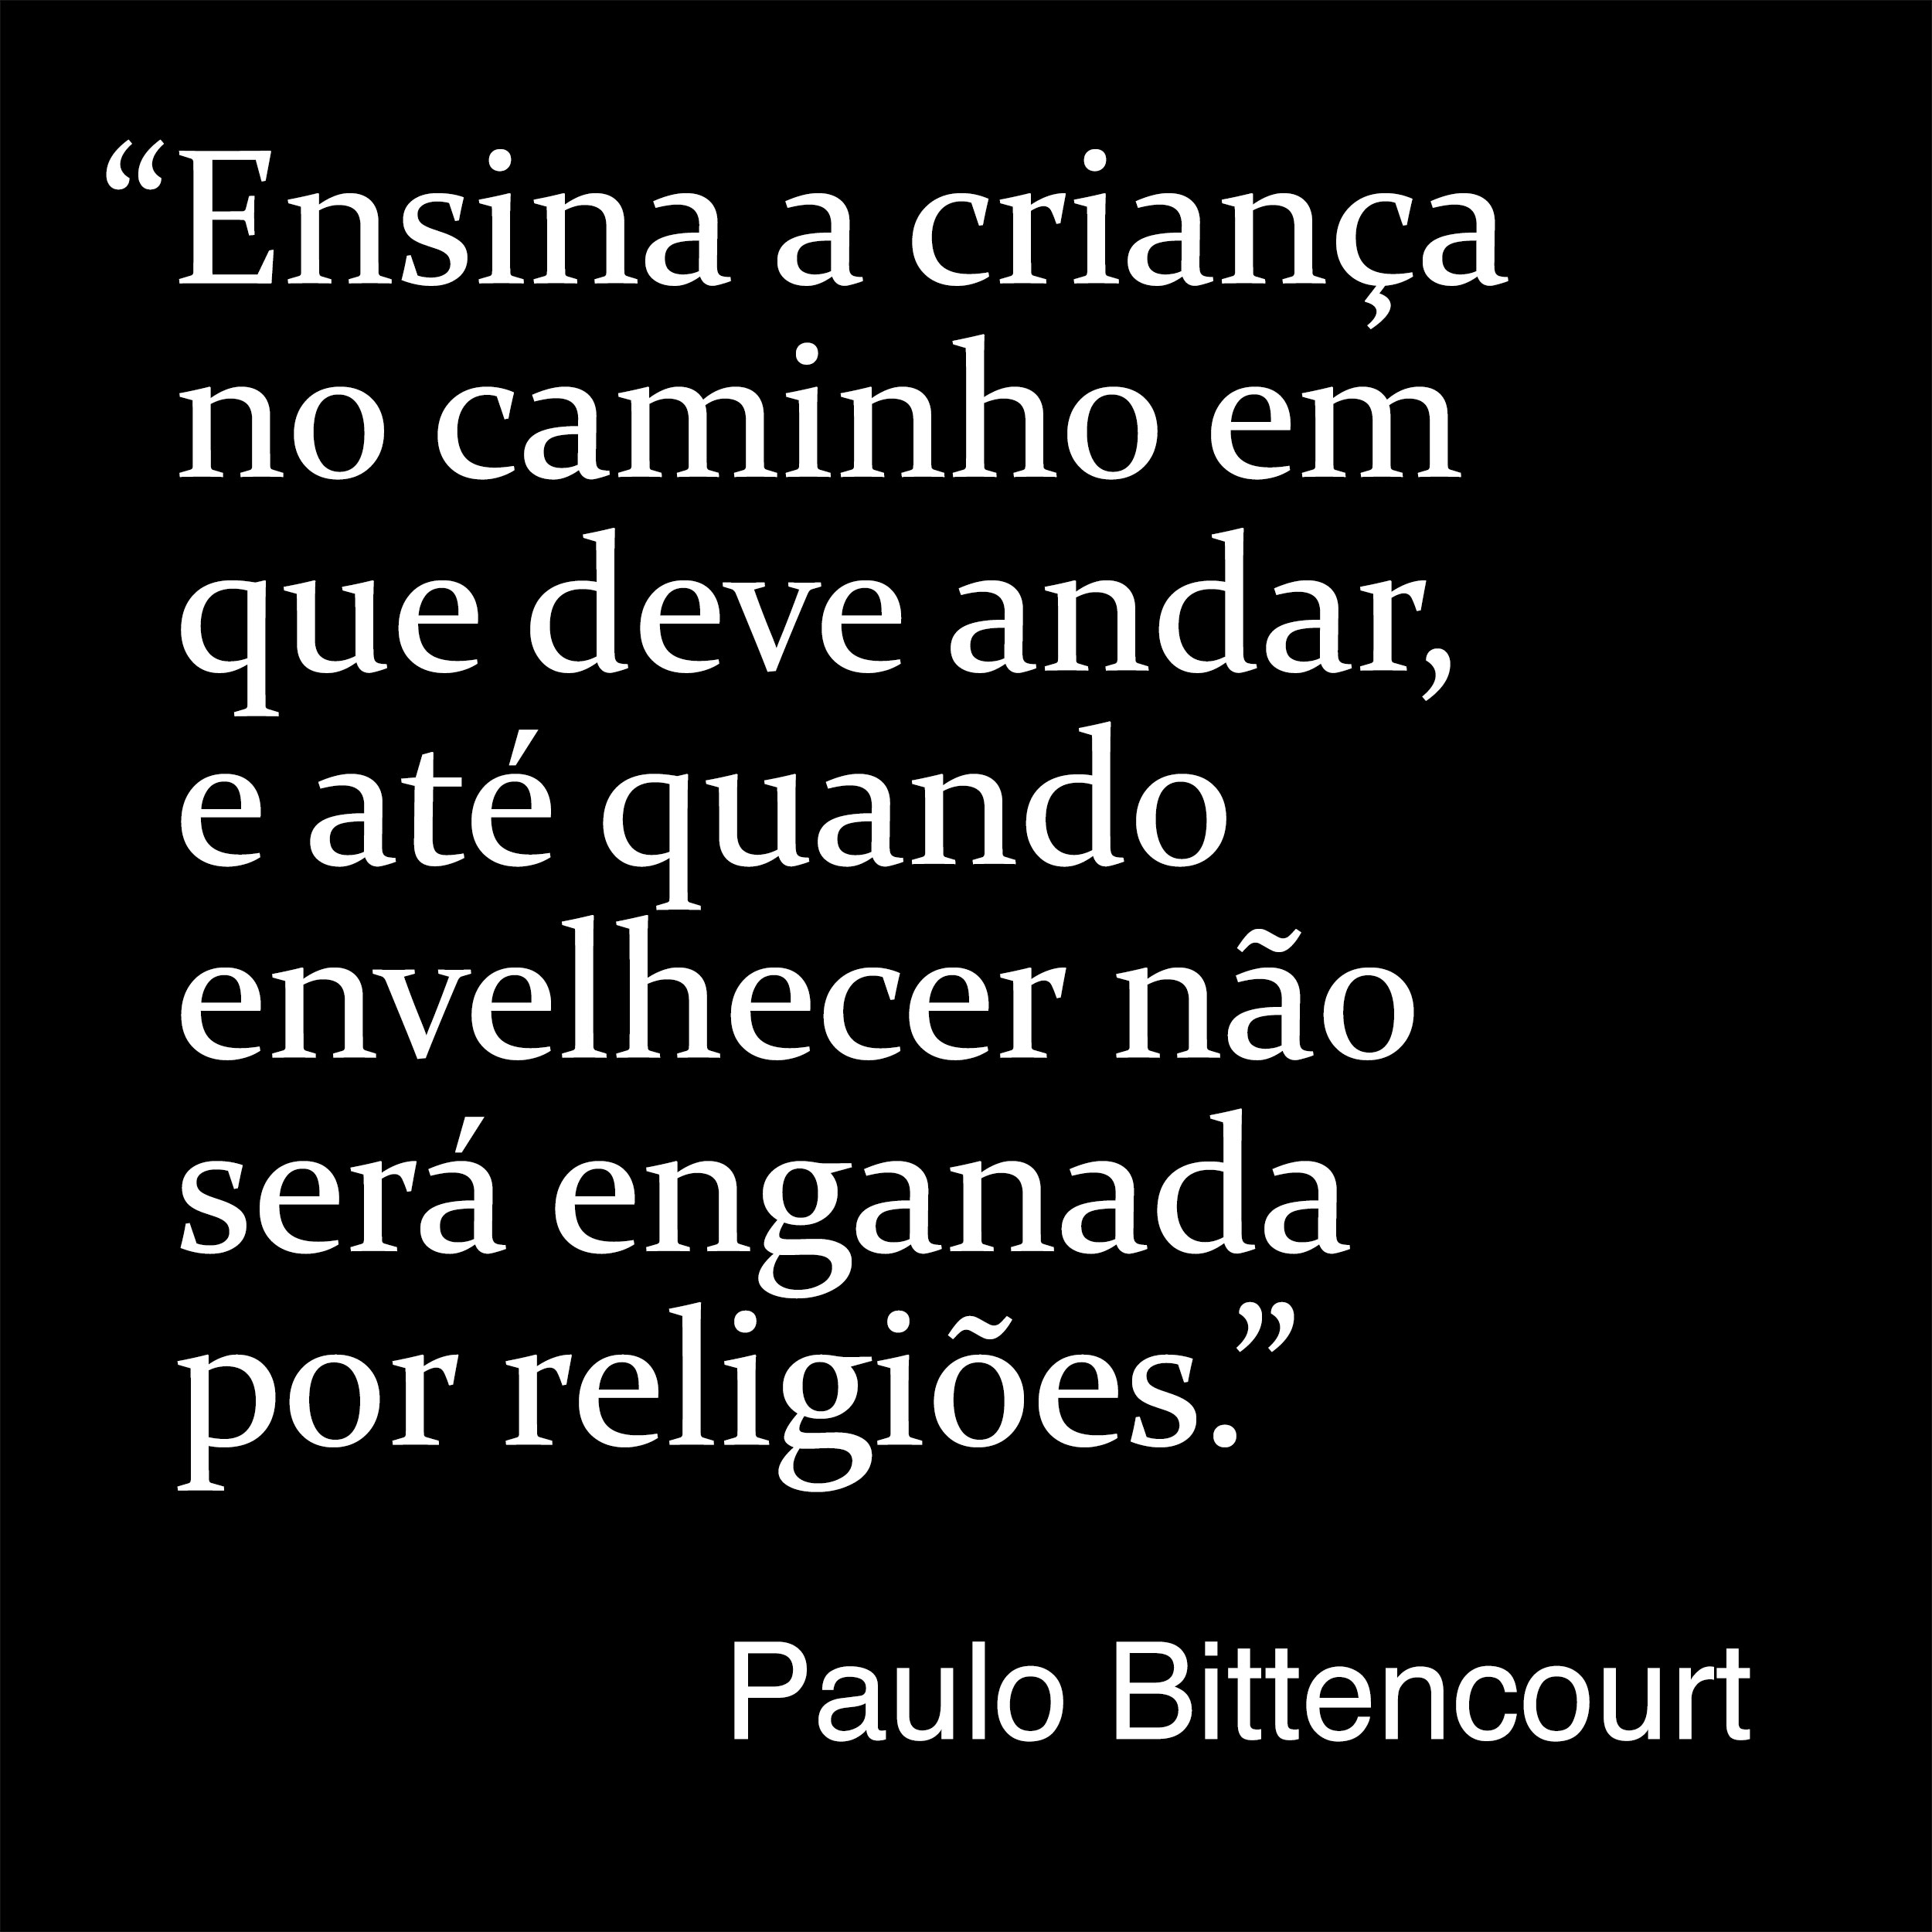 “Ensina a criança
no caminho em
que deve andar,
e até quando
envelhecer não
será enganada
por religiões.”
Paulo Bittencourt